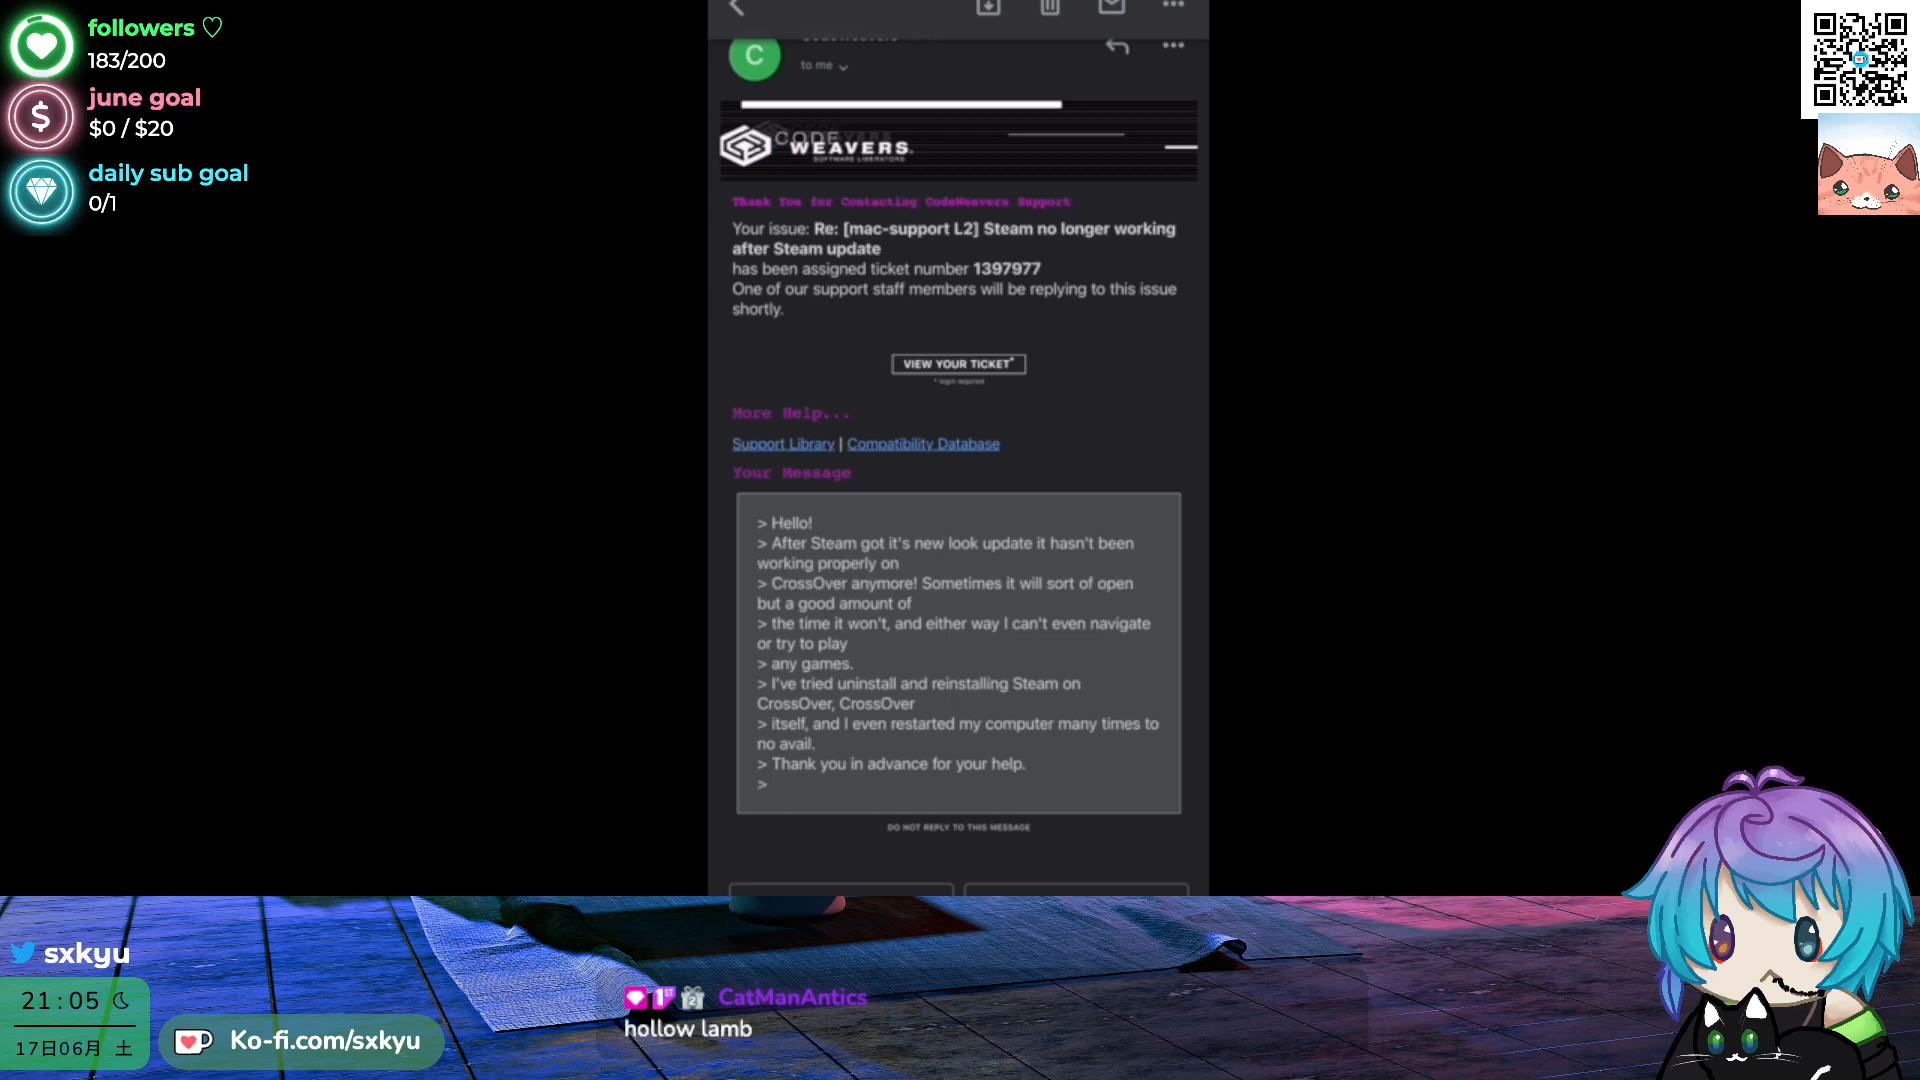 followers ♡
183/200
june goal
$
$0 / $20
daily sub goal
0/1
C
to me
CODE
WEAVERS.
SOFTWARE LIBERATORS
Thank You for Contacting CodeWeavers Support
Your issue: Re: [mac-support L2] Steam no longer working
after Steam update
has been assigned ticket number 1397977
One of our support staff members will be replying to this issue
shortly.
VIEW YOUR TICKET*
* login required
More Help...
Support Library | Compatibility Database
Your Message
> Hello!
> After Steam got it's new look update it hasn't been
working properly on
> CrossOver anymore! Sometimes it will sort of open
but a good amount of
> the time it won't, and either way I can't even navigate
or try to play
> any games.
> I've tried uninstall and reinstalling Steam on
CrossOver, CrossOver
> itself, and I even restarted my computer many times to
no avail.
> Thank you in advance for your help.
>
DO NOT REPLY TO THIS MESSAGE
sxkyu
21:05
17日06月 土
Ko-fi.com/sxkyu
1ST 2 CatManAntics
hollow lamb